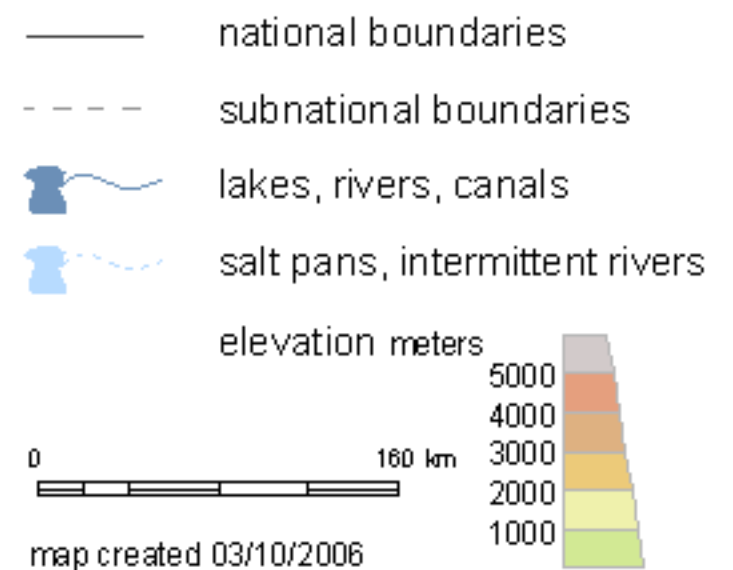 national boundaries
subnational boundaries
lakes, rivers, canals
salt pans, intermittent rivers
elevation meters
5000
4000
3000
2000
1000
0 160 km
map created 03/10/2006